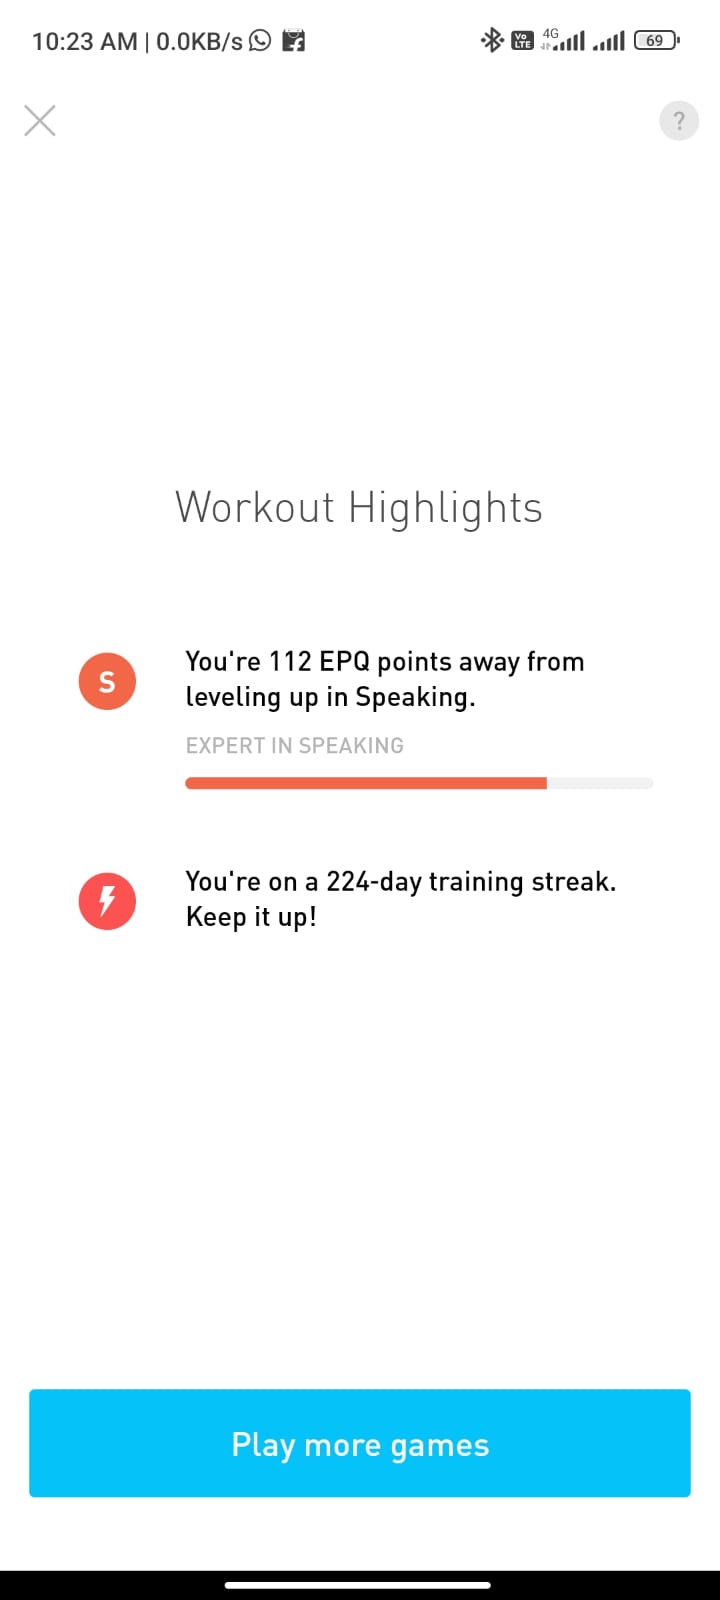 10:23 AM | 0.0KB/s
Vo LTE 4G 69
?
Workout Highlights
S
You're 112 EPQ points away from
leveling up in Speaking.
EXPERT IN SPEAKING
You're on a 224-day training streak.
Keep it up!
Play more games